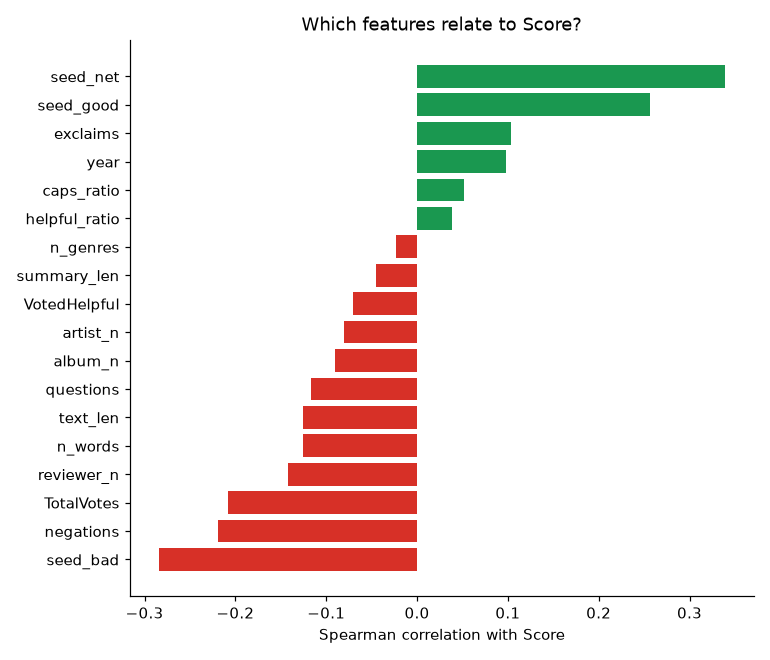 Which features relate to Score?
seed_net
seed_good
exclaims
year
caps_ratio
helpful_ratio
n_genres
summary_len
VotedHelpful
artist_n
album_n
questions
text_len
n_words
reviewer_n
TotalVotes
negations
seed_bad
−0.3 −0.2 −0.1 0.0 0.1 0.2 0.3
Spearman correlation with Score